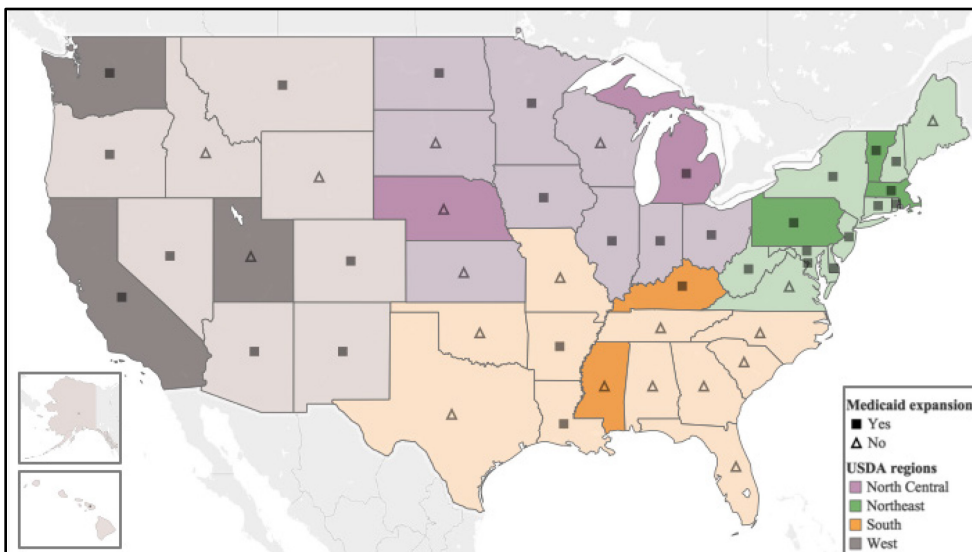 Medicaid expansion
Yes
No
USDA regions
North Central
Northeast
South
West